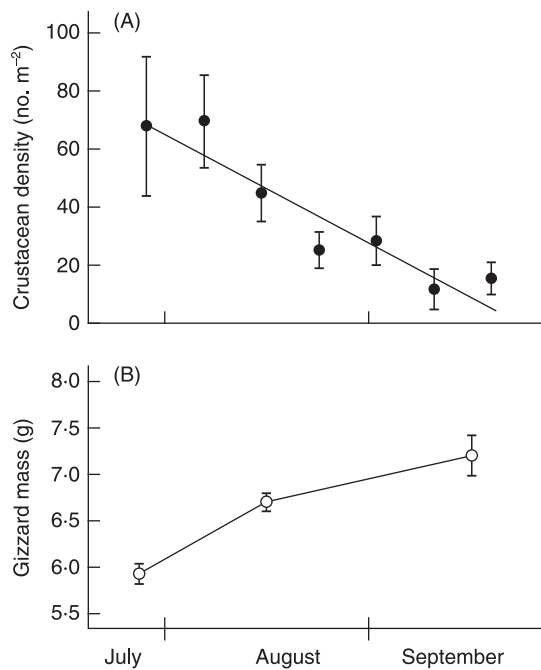 (A)
Crustacean density (no. m⁻²)
100
80
60
40
20
0
(B)
Gizzard mass (g)
8·0
7·5
7·0
6·5
6·0
5·5
July August September